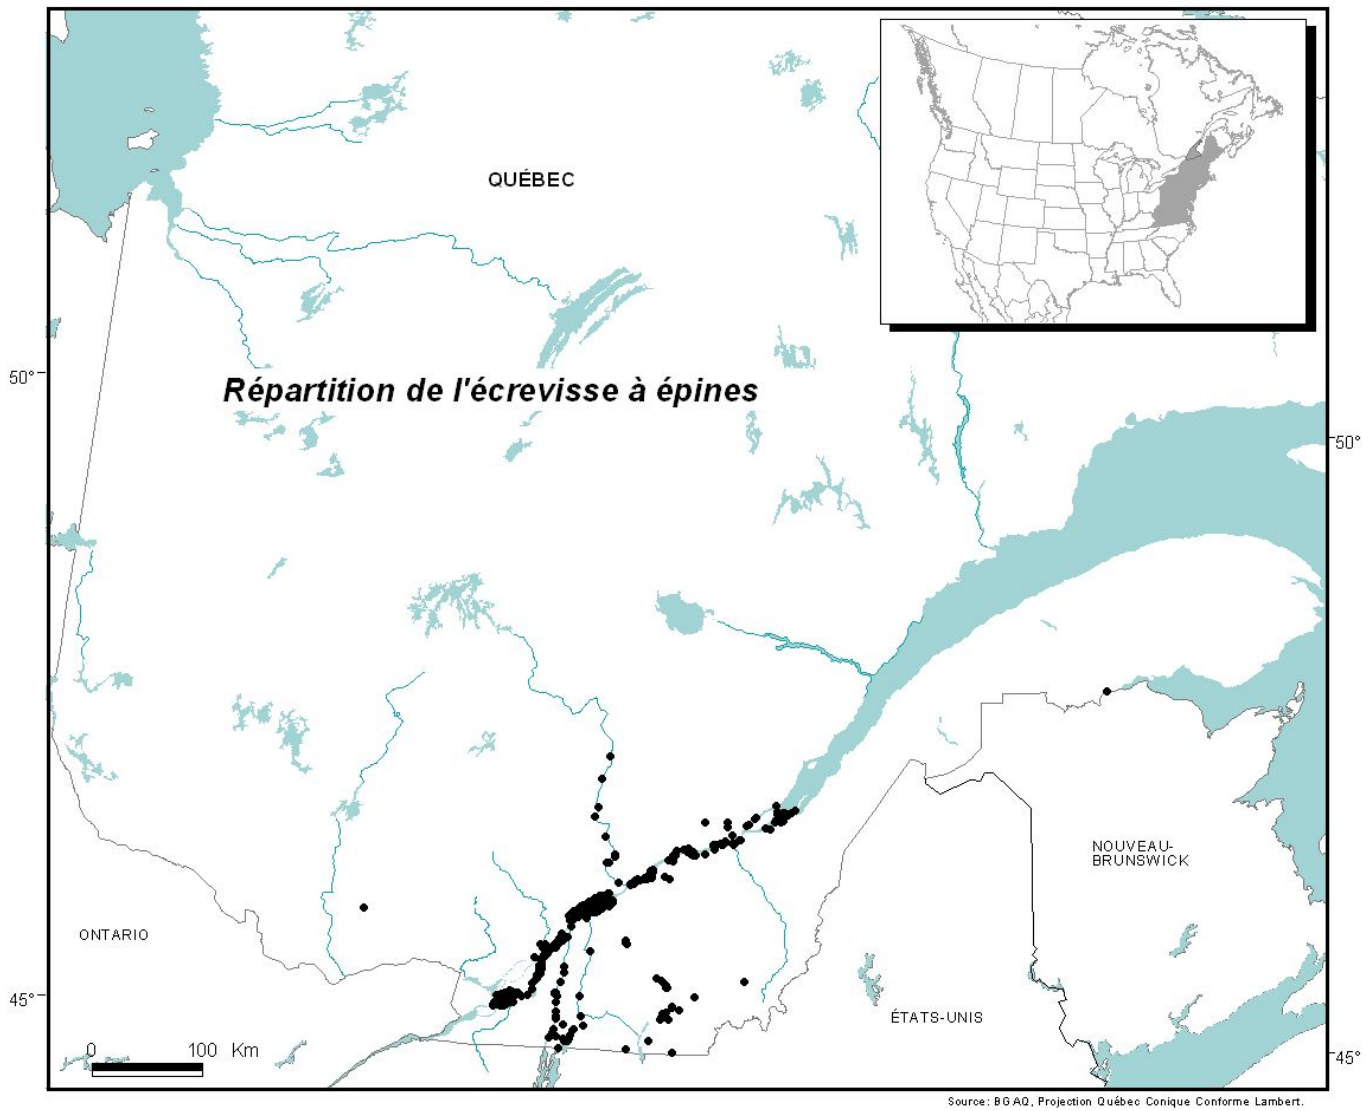 QUÉBEC
50°
Répartition de l'écrevisse à épines
50°
NOUVEAU-
BRUNSWICK
ONTARIO
45°
ÉTATS-UNIS
0 100 Km
45°
Source: BGAQ, Projection Québec Conique Conforme Lambert.